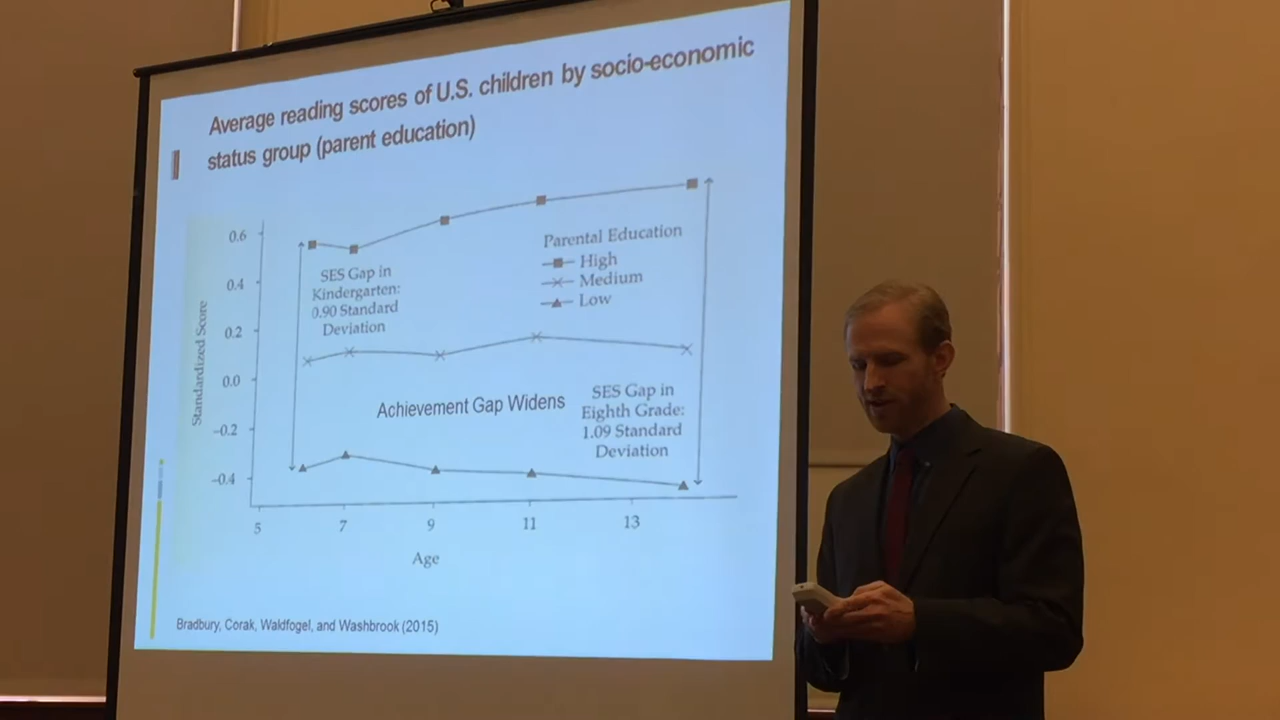 Average reading scores of U.S. children by socio-economic
status group (parent education)
0.6
0.4
0.2
0.0
–0.2
–0.4
Standardized Score
SES Gap in
Kindergarten:
0.90 Standard
Deviation
Parental Education
High
Medium
Low
Achievement Gap Widens
SES Gap in
Eighth Grade:
1.09 Standard
Deviation
5 7 9 11 13
Age
Bradbury, Corak, Waldfogel, and Washbrook (2015)